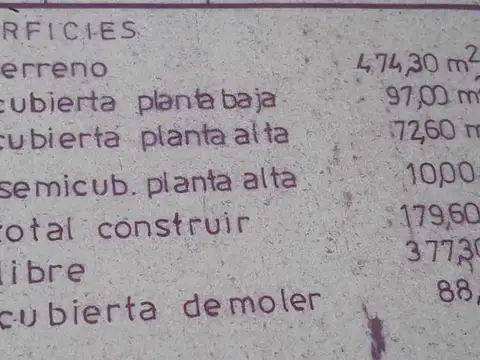 RFICIES
erreno 474,30 m²
cubierta planta baja 97,00 m
cubierta planta alta 72,60 m
semicub. planta alta 10,00
total construir 179,60
libre 377,30
cubierta demoler 88,